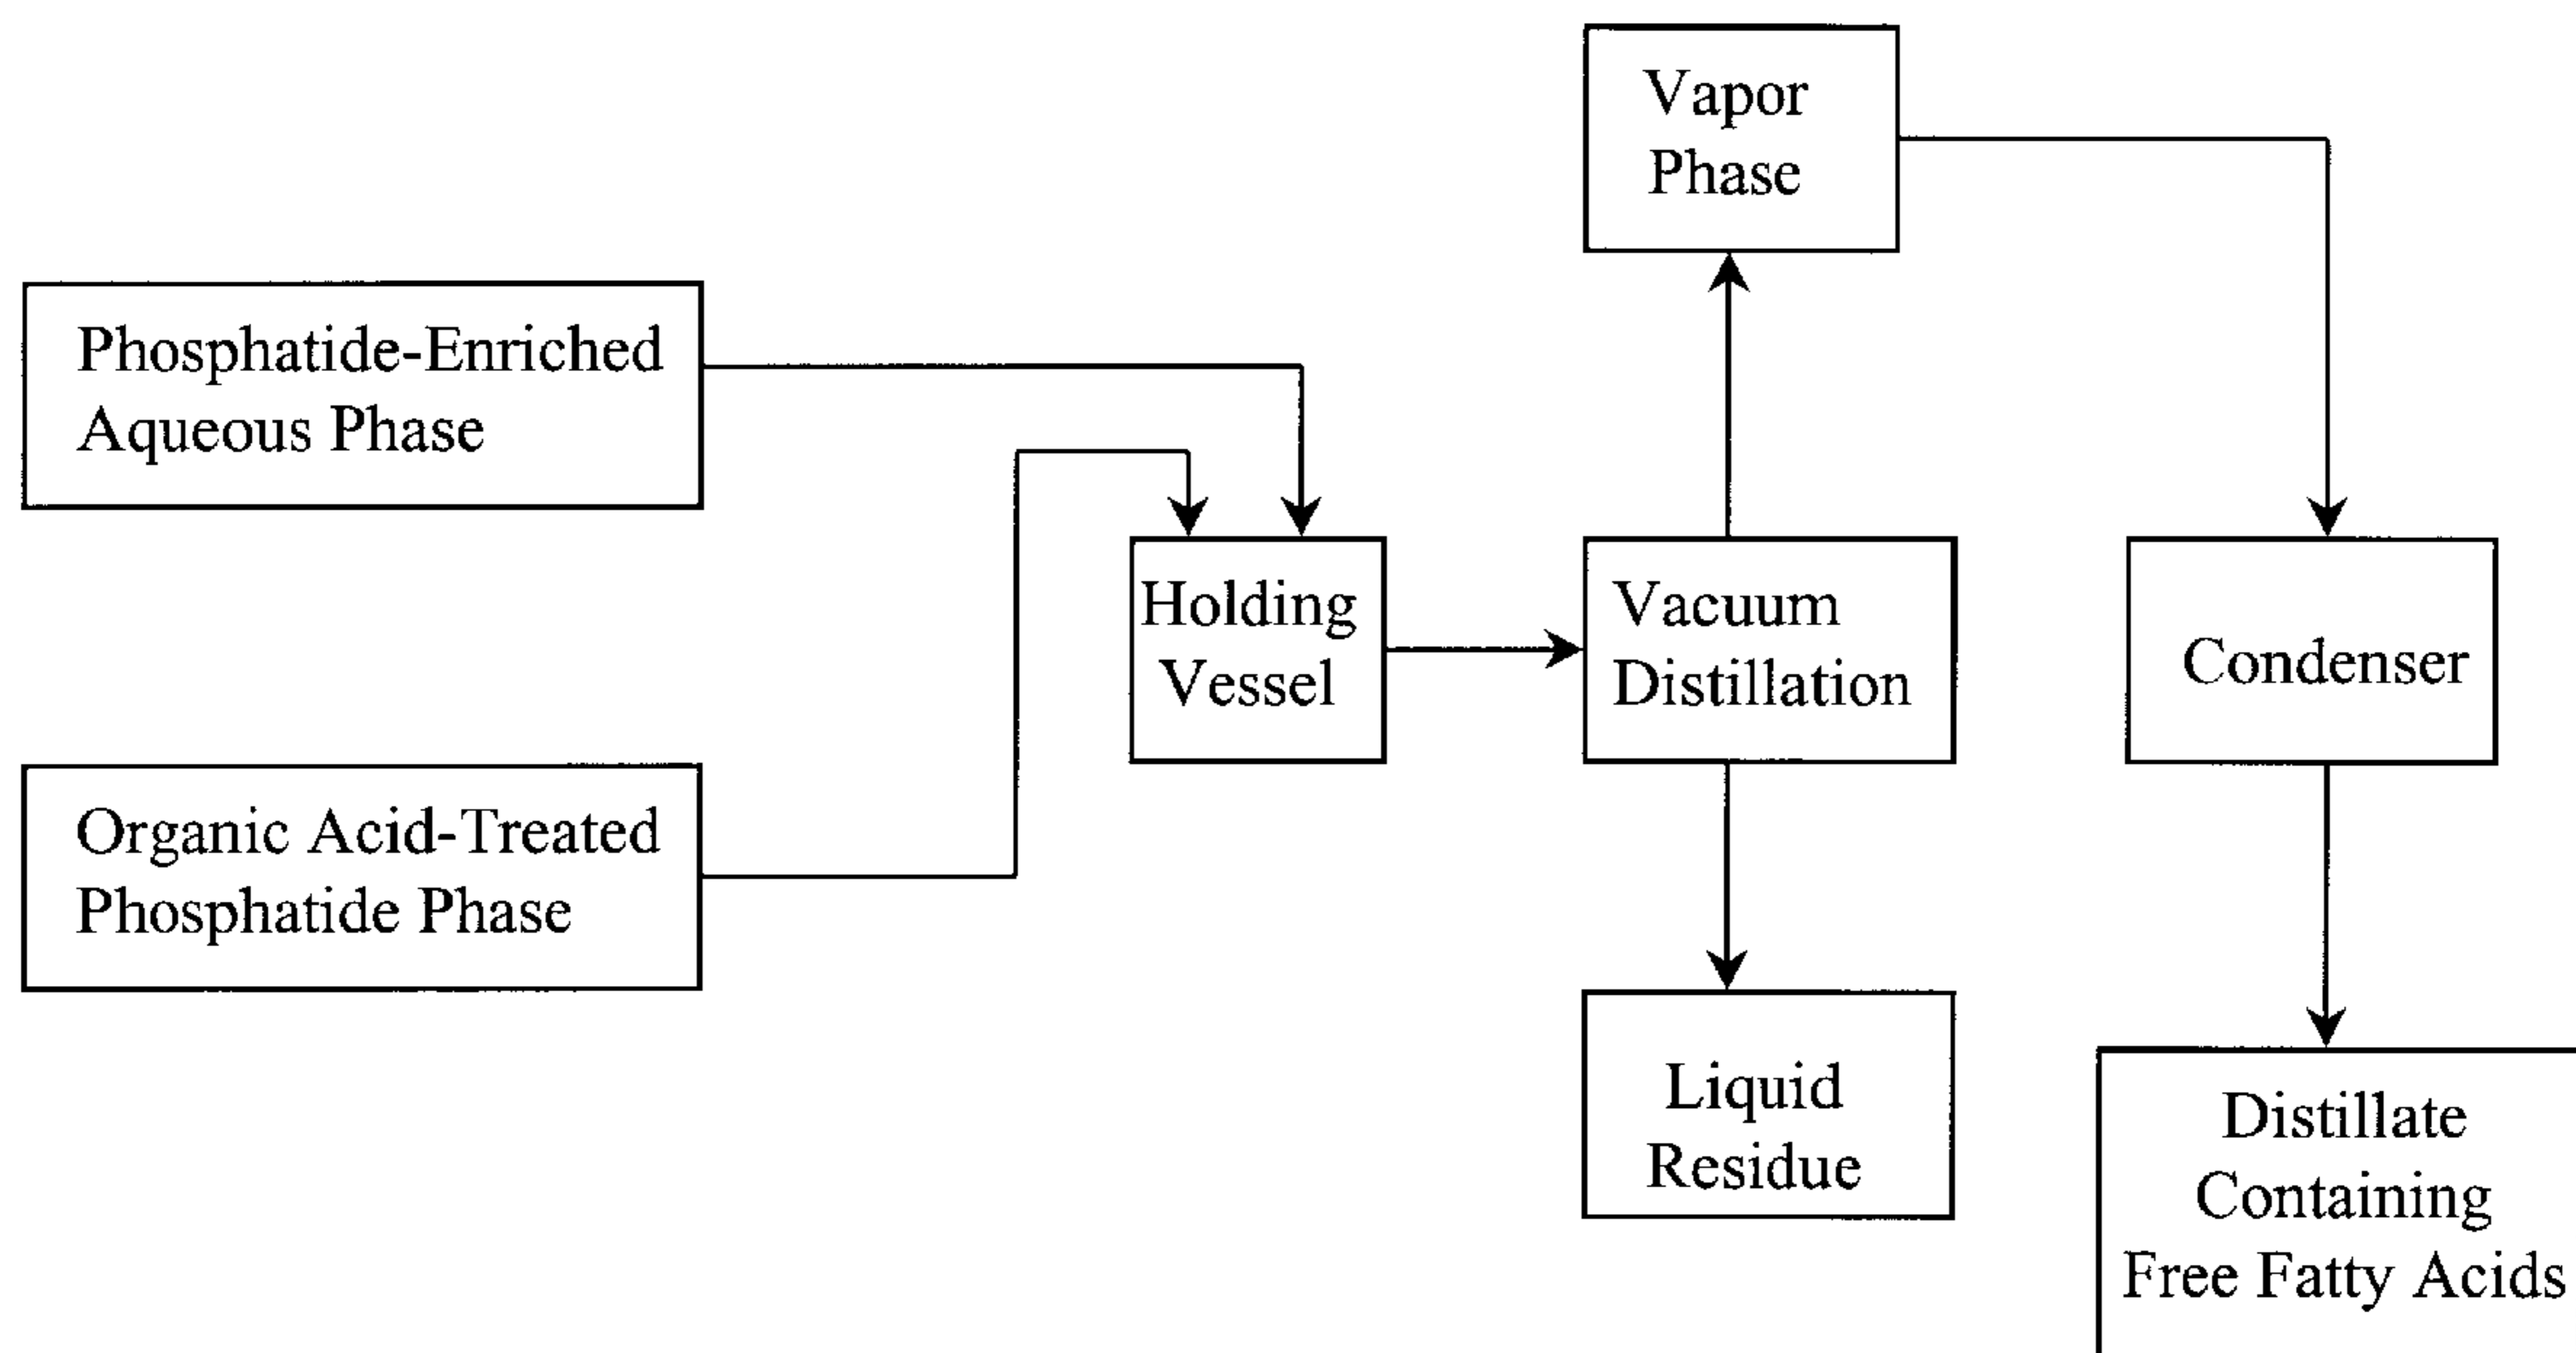 Vapor
Phase
Phosphatide-Enriched
Aqueous Phase
Holding
Vessel
Vacuum
Distillation
Condenser
Organic Acid-Treated
Phosphatide Phase
Liquid
Residue
Distillate
Containing
Free Fatty Acids